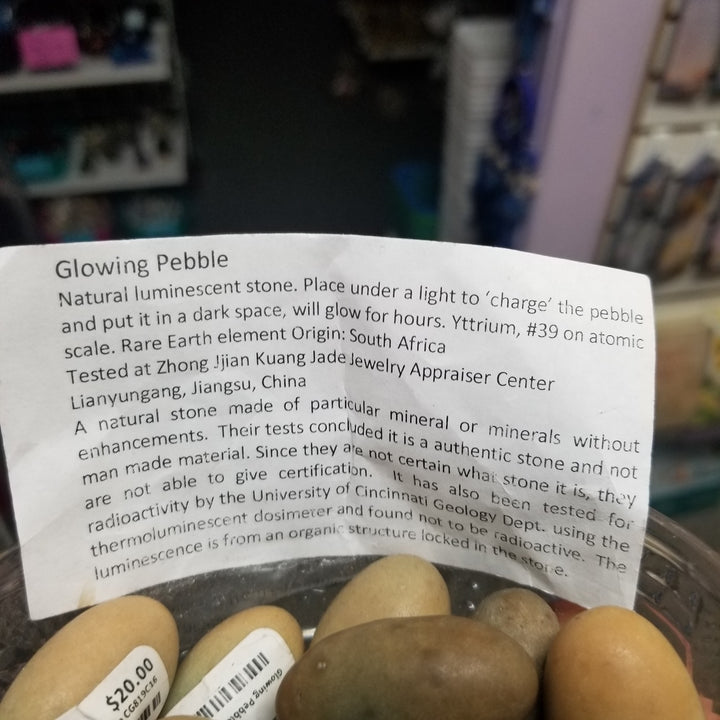 Glowing Pebble
Natural luminescent stone. Place under a light to 'charge' the pebble
and put it in a dark space, will glow for hours. Yttrium, #39 on atomic
scale. Rare Earth element Origin: South Africa
Tested at Zhong Jjian Kuang Jade Jewelry Appraiser Center
Lianyungang, Jiangsu, China
A natural stone made of particular mineral or minerals without
enhancements. Their tests concluded it is a authentic stone and not
man made material. Since they are not certain what stone it is, they
are not able to give certification. It has also been tested for
radioactivity by the University of Cincinnati Geology Dept. using the
thermoluminescent dosimeter and found not to be radioactive. The
luminescence is from an organic structure locked in the stone.
$20.00
CG819C16
Glowing Pebb